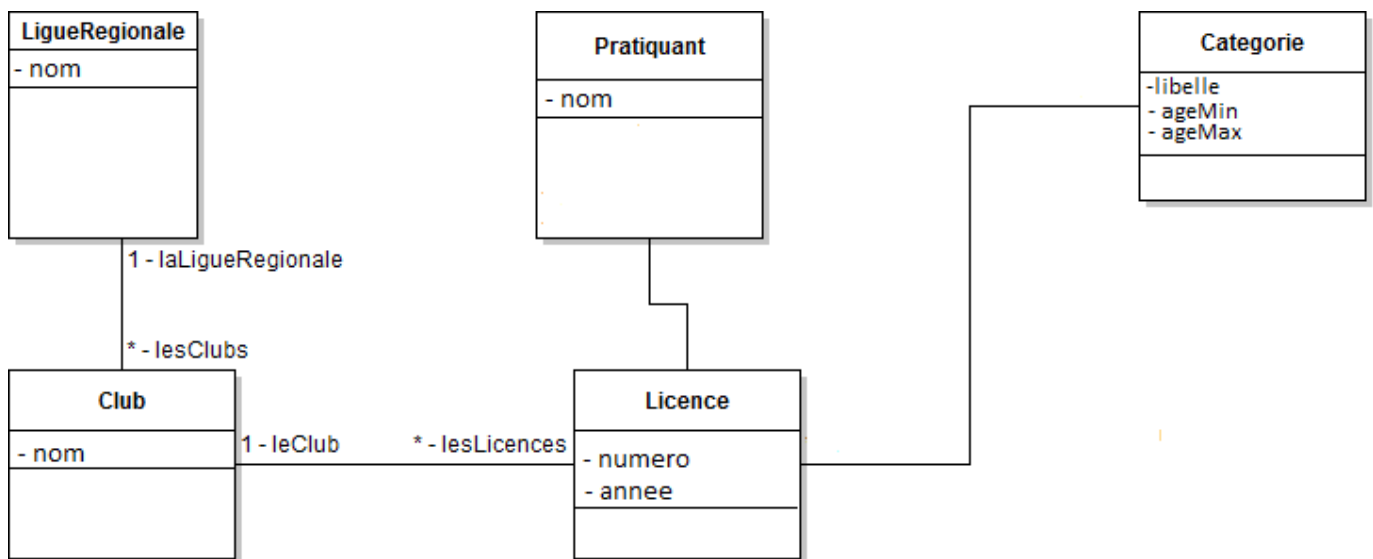 LigueRegionale
- nom
Pratiquant
- nom
Categorie
-libelle
- ageMin
- ageMax
1 - laLigueRegionale
* - lesClubs
Club
- nom
1 - leClub
* - lesLicences
Licence
- numero
- annee